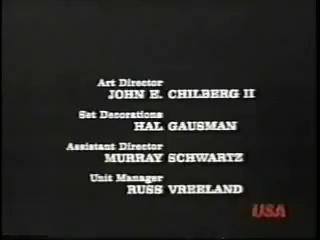 Art Director
JOHN E. CHILBERG II
Set Decorations
HAL GAUSMAN
Assistant Director
MURRAY SCHWARTZ
Unit Manager
RUSS VREELAND
USA